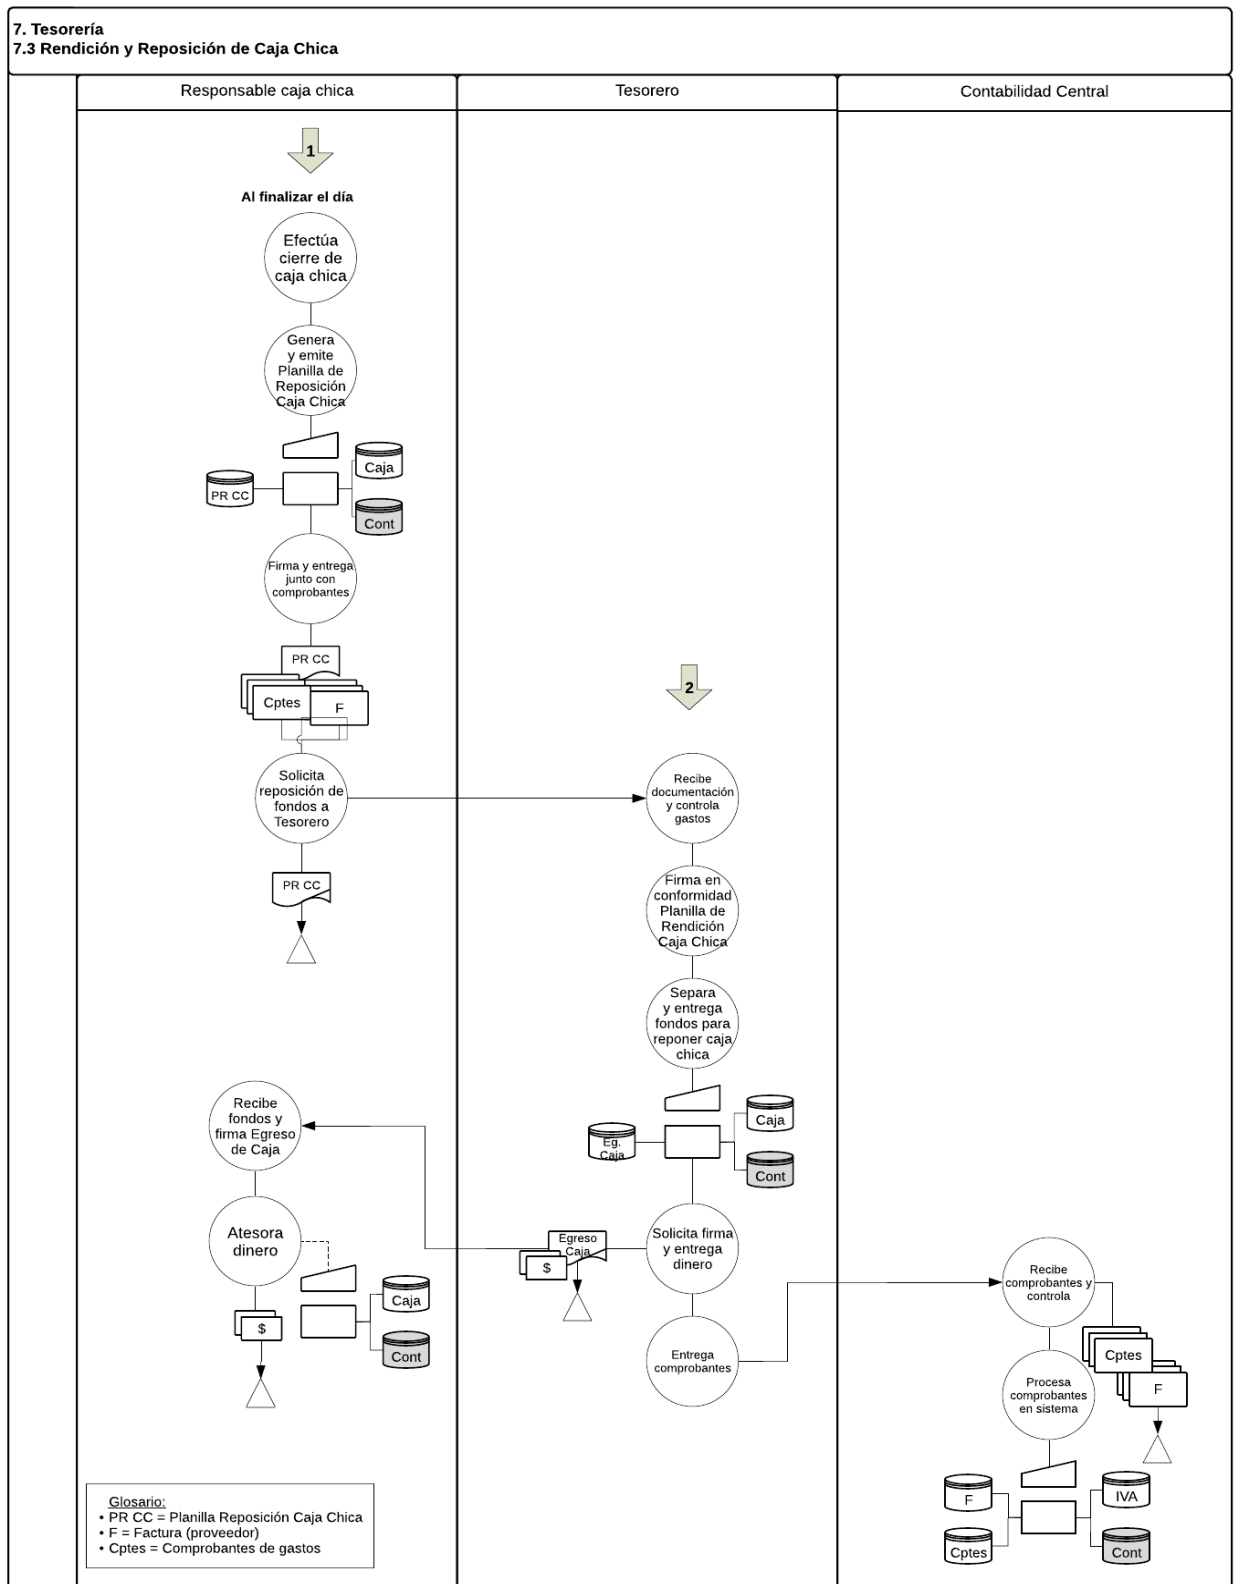 7. Tesorería
7.3 Rendición y Reposición de Caja Chica
Responsable caja chica
Tesorero
Contabilidad Central
1
Al finalizar el día
Efectúa
cierre de
caja chica
Genera
y emite
Planilla de
Reposición
Caja Chica
Caja
PR CC
Cont
Firma y entrega
junto con
comprobantes
PR CC
Cptes
F
2
Solicita
reposición de
fondos a
Tesorero
Recibe
documentación
y controla
gastos
PR CC
Firma en
conformidad
Planilla de
Rendición
Caja Chica
Separa
y entrega
fondos para
reponer caja
chica
Caja
Eg.
Caja
Cont
Recibe
fondos y
firma Egreso
de Caja
Solicita firma
y entrega
dinero
Egreso
Caja
$
Atesora
dinero
Caja
$
Cont
Entrega
comprobantes
Recibe
comprobantes y
controla
Cptes
F
Procesa
comprobantes
en sistema
F
IVA
Cptes
Cont
Glosario:
• PR CC = Planilla Reposición Caja Chica
• F = Factura (proveedor)
• Cptes = Comprobantes de gastos